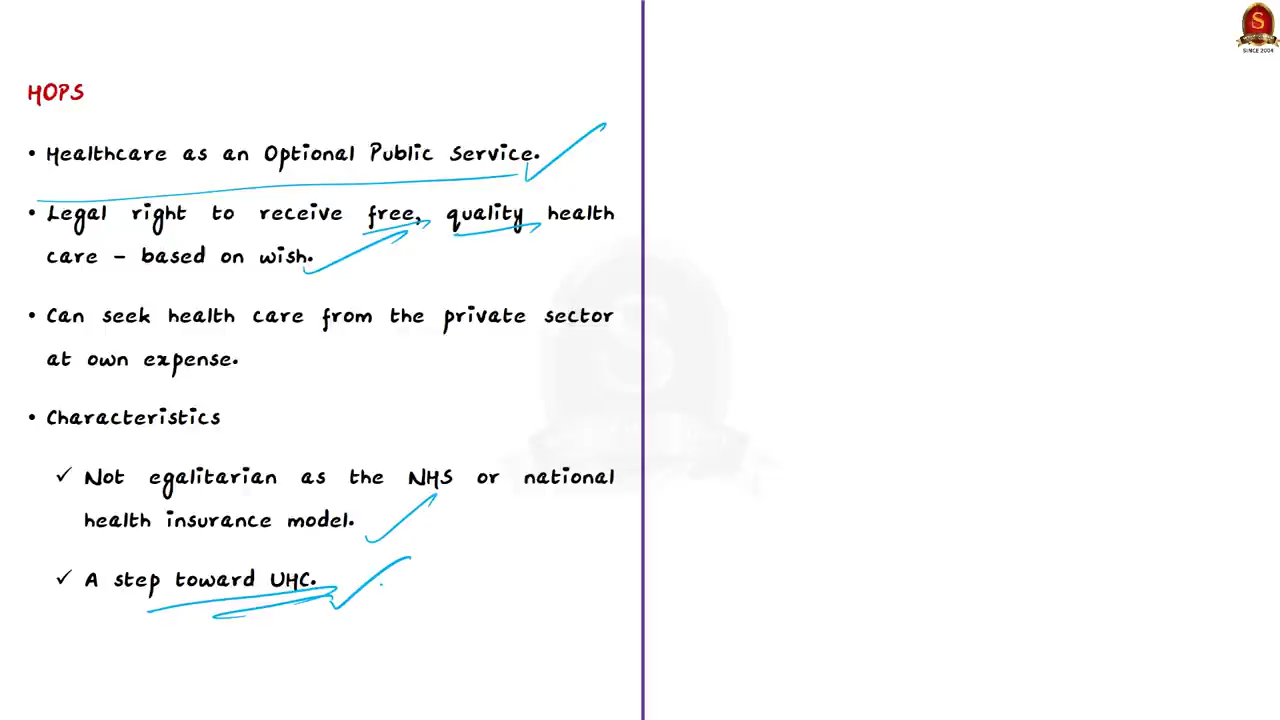 HOPS
• Healthcare as an Optional Public Service.
• Legal right to receive free, quality health
care – based on wish.
• Can seek health care from the private sector
at own expense.
• Characteristics
✓ Not egalitarian as the NHS or national
health insurance model.
✓ A step toward UHC.
S
SINCE 2004